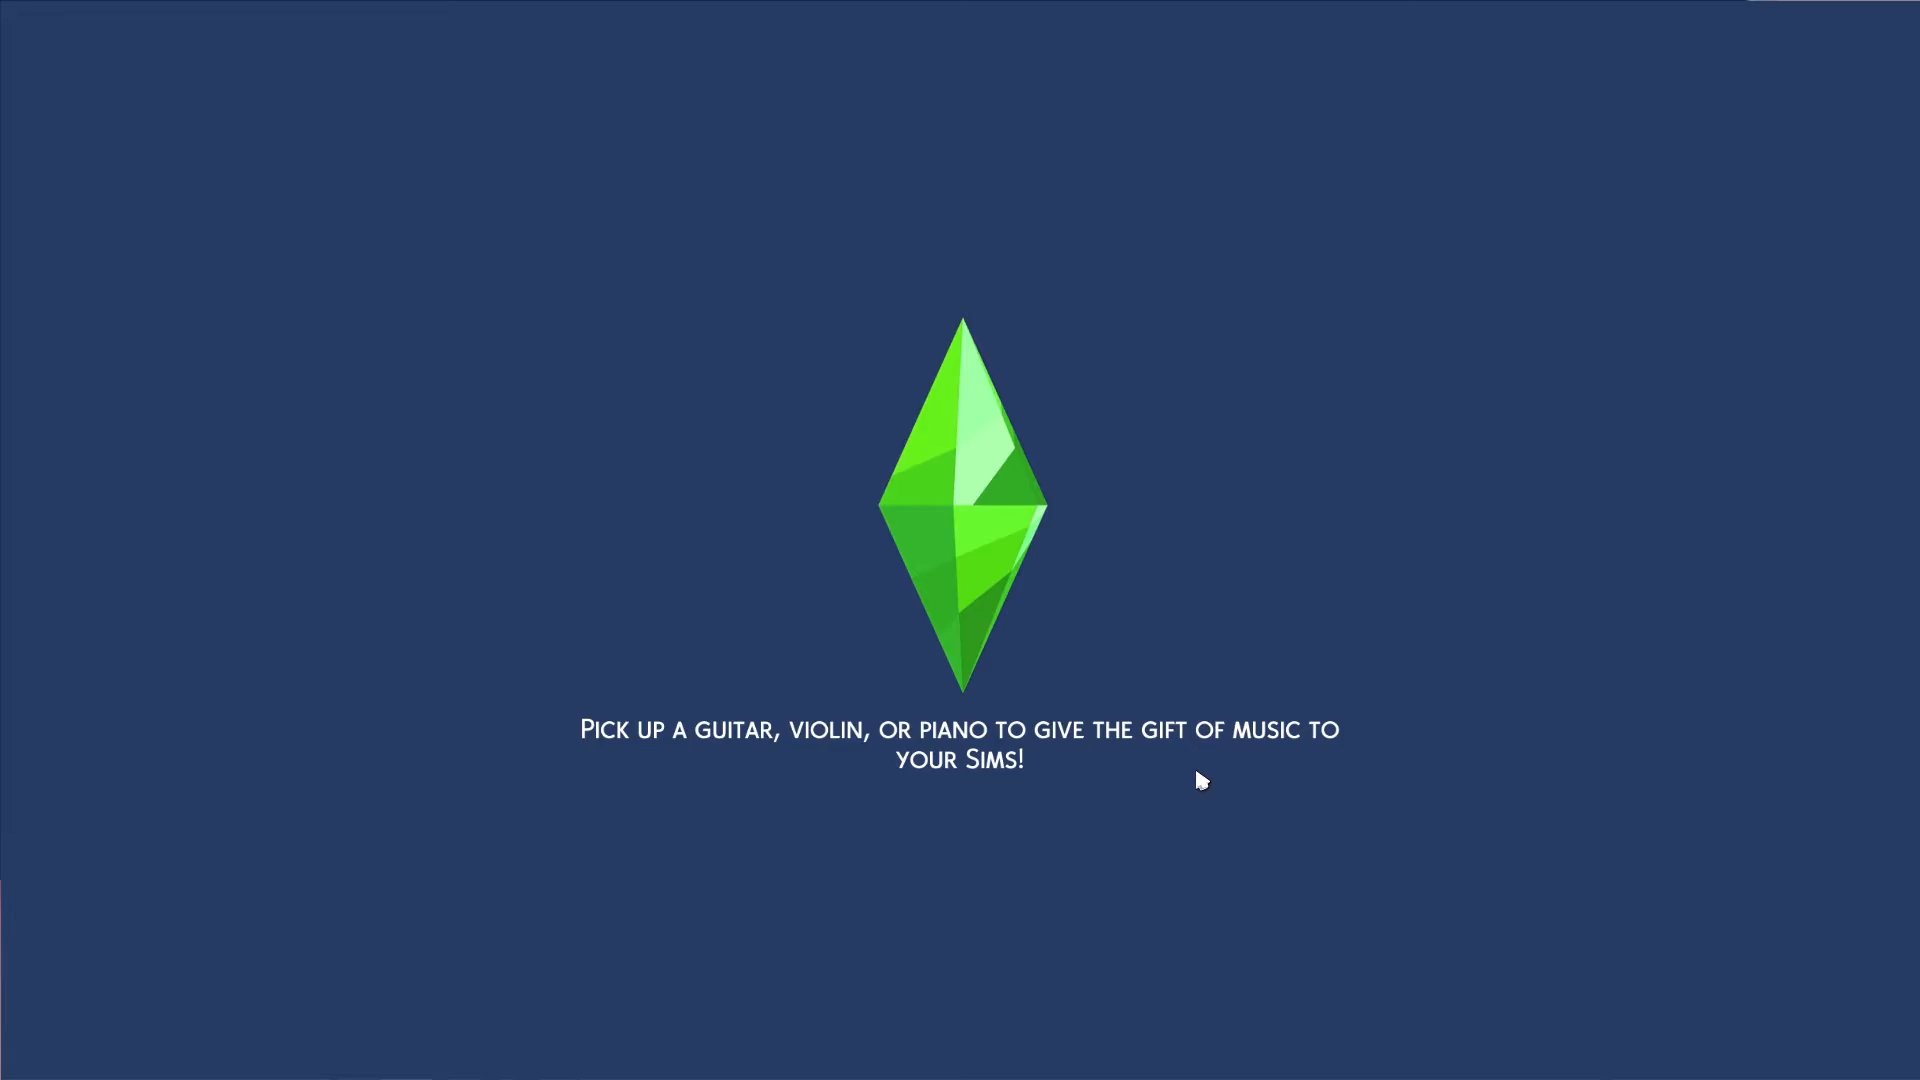 Pick up a guitar, violin, or piano to give the gift of music to
your Sims!